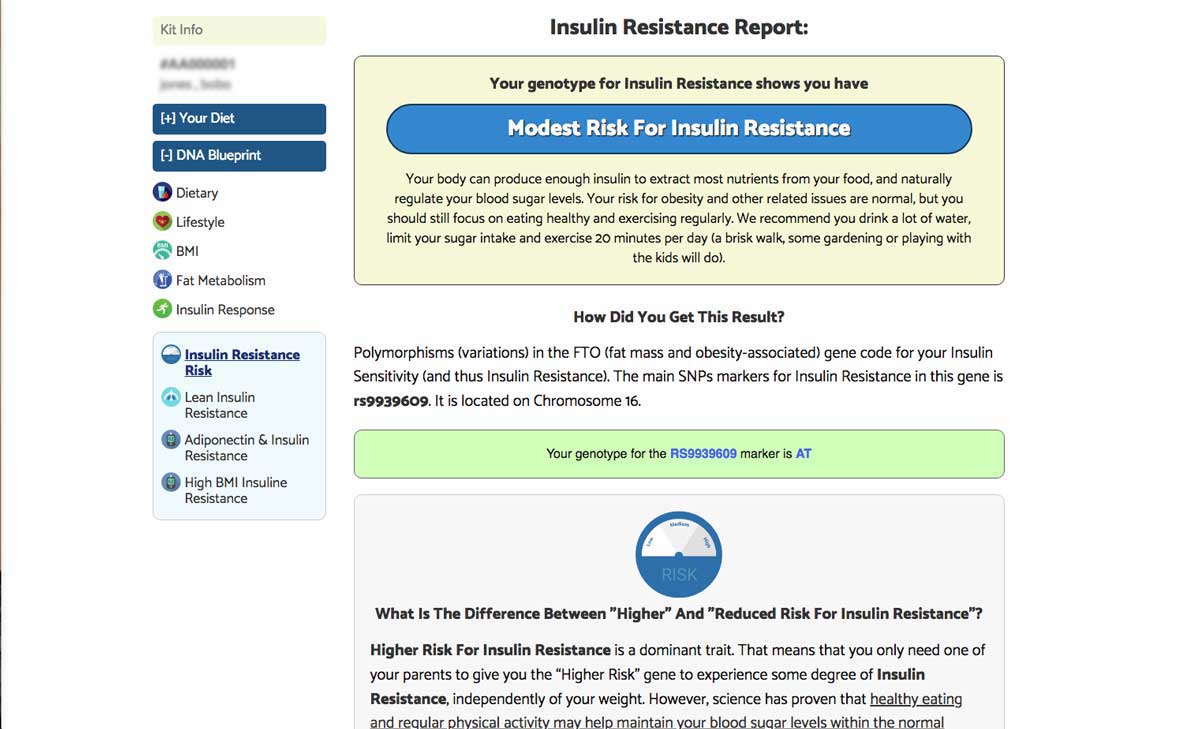 Kit Info
[+] Your Diet
[-] DNA Blueprint
Dietary
Lifestyle
BMI
BMI
Fat Metabolism
Insulin Response
Insulin Resistance
Risk
Lean Insulin
Resistance
Adiponectin & Insulin
Resistance
High BMI Insuline
Resistance
Insulin Resistance Report:
Your genotype for Insulin Resistance shows you have
Modest Risk For Insulin Resistance
Your body can produce enough insulin to extract most nutrients from your food, and naturally
regulate your blood sugar levels. Your risk for obesity and other related issues are normal, but you
should still focus on eating healthy and exercising regularly. We recommend you drink a lot of water,
limit your sugar intake and exercise 20 minutes per day (a brisk walk, some gardening or playing with
the kids will do).
How Did You Get This Result?
Polymorphisms (variations) in the FTO (fat mass and obesity-associated) gene code for your Insulin
Sensitivity (and thus Insulin Resistance). The main SNPs markers for Insulin Resistance in this gene is
rs9939609. It is located on Chromosome 16.
Your genotype for the RS9939609 marker is AT
Low
Medium
High
RISK
What Is The Difference Between "Higher" And "Reduced Risk For Insulin Resistance"?
Higher Risk For Insulin Resistance is a dominant trait. That means that you only need one of
your parents to give you the “Higher Risk” gene to experience some degree of Insulin
Resistance, independently of your weight. However, science has proven that healthy eating
and regular physical activity may help maintain your blood sugar levels within the normal